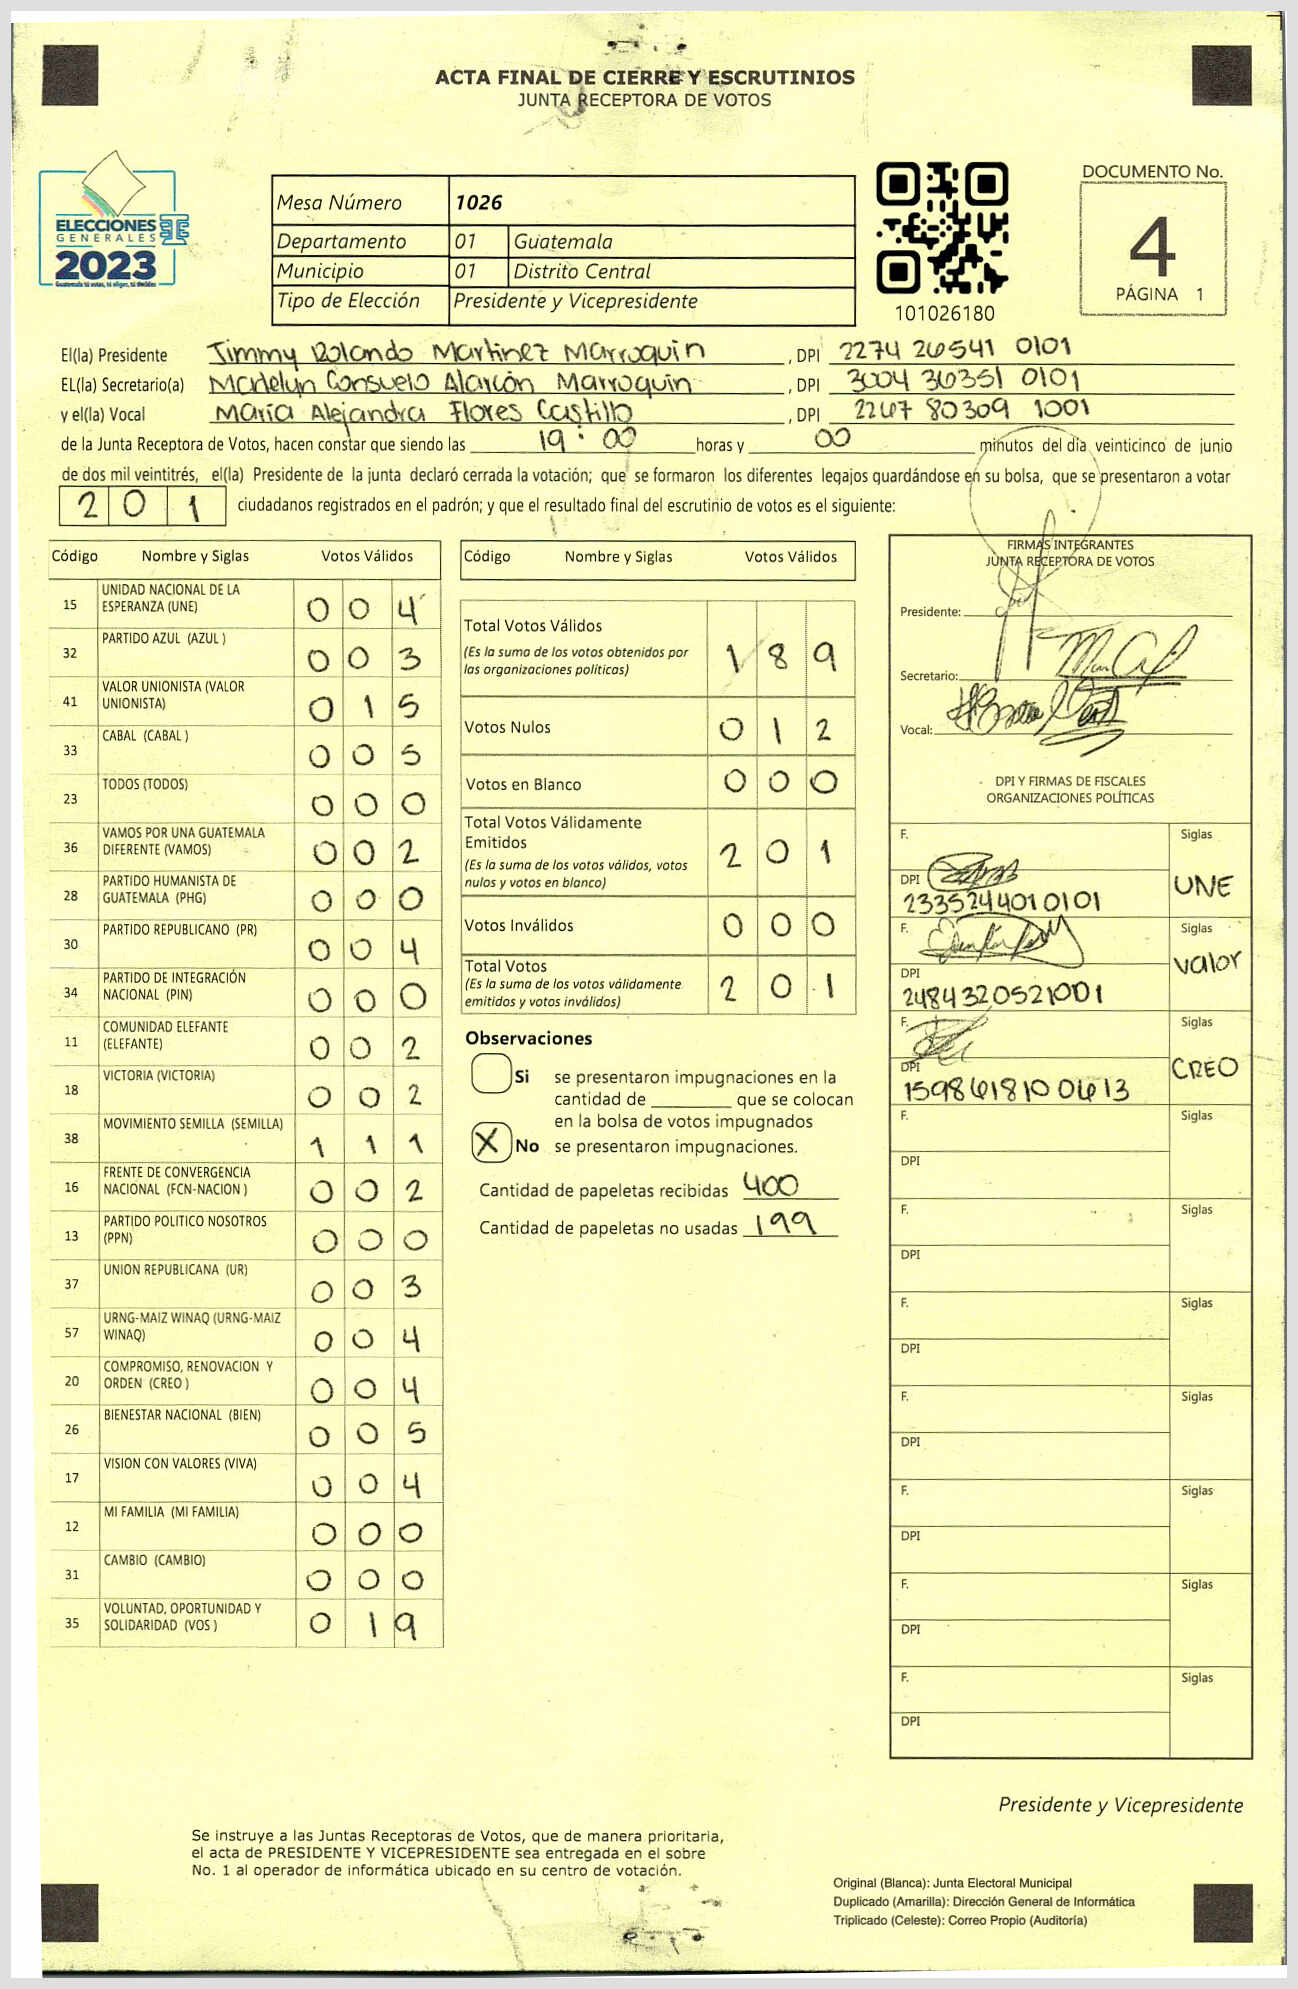 ACTA FINAL DE CIERRE Y ESCRUTINIOS
JUNTA RECEPTORA DE VOTOS
ELECCIONES
GENERALES
2023
Mesa Número 1026
Departamento 01 Guatemala
Municipio 01 Distrito Central
Tipo de Elección Presidente y Vicepresidente
101026180
DOCUMENTO No.
4
PÁGINA 1
El(la) Presidente Jimmy Rolando Martinez Marroquin , DPI 2274 26541 0101
EL(la) Secretario(a) Madelyn Consuelo Alarcón Marroquin , DPI 3004 36351 0101
y el(la) Vocal María Alejandra Flores Castillo , DPI 2267 80309 1001
de la Junta Receptora de Votos, hacen constar que siendo las 19:00 horas y 00 minutos del día veinticinco de junio
de dos mil veintitrés, el(la) Presidente de la junta declaró cerrada la votación; que se formaron los diferentes legajos guardándose en su bolsa, que se presentaron a votar
201 ciudadanos registrados en el padrón; y que el resultado final del escrutinio de votos es el siguiente:
Código Nombre y Siglas Votos Válidos
15 UNIDAD NACIONAL DE LA
ESPERANZA (UNE) 0 0 4
32 PARTIDO AZUL (AZUL ) 0 0 3
41 VALOR UNIONISTA (VALOR
UNIONISTA) 0 1 5
33 CABAL (CABAL ) 0 0 5
23 TODOS (TODOS) 0 0 0
36 VAMOS POR UNA GUATEMALA
DIFERENTE (VAMOS) 0 0 2
28 PARTIDO HUMANISTA DE
GUATEMALA (PHG) 0 0 0
30 PARTIDO REPUBLICANO (PR) 0 0 4
34 PARTIDO DE INTEGRACIÓN
NACIONAL (PIN) 0 0 0
11 COMUNIDAD ELEFANTE
(ELEFANTE) 0 0 2
18 VICTORIA (VICTORIA) 0 0 2
38 MOVIMIENTO SEMILLA (SEMILLA) 1 1 1
16 FRENTE DE CONVERGENCIA
NACIONAL (FCN-NACION ) 0 0 2
13 PARTIDO POLITICO NOSOTROS
(PPN) 0 0 0
37 UNION REPUBLICANA (UR) 0 0 3
57 URNG-MAIZ WINAQ (URNG-MAIZ
WINAQ) 0 0 4
20 COMPROMISO, RENOVACION Y
ORDEN (CREO ) 0 0 4
26 BIENESTAR NACIONAL (BIEN) 0 0 5
17 VISION CON VALORES (VIVA) 0 0 4
12 MI FAMILIA (MI FAMILIA) 0 0 0
31 CAMBIO (CAMBIO) 0 0 0
35 VOLUNTAD, OPORTUNIDAD Y
SOLIDARIDAD (VOS ) 0 1 9
Código Nombre y Siglas Votos Válidos
Total Votos Válidos
(Es la suma de los votos obtenidos por
las organizaciones politicas) 1 8 9
Votos Nulos 0 1 2
Votos en Blanco 0 0 0
Total Votos Válidamente
Emitidos
(Es la suma de los votos válidos, votos
nulos y votos en blanco) 2 0 1
Votos Inválidos 0 0 0
Total Votos
(Es la suma de los votos válidamente
emitidos y votos inválidos) 2 0 1
Observaciones
Si se presentaron impugnaciones en la
cantidad de ________ que se colocan
en la bolsa de votos impugnados
X No se presentaron impugnaciones.
Cantidad de papeletas recibidas 400
Cantidad de papeletas no usadas 199
FIRMAS INTEGRANTES
JUNTA RECEPTORA DE VOTOS
Presidente:
Secretario:
Vocal:
DPI Y FIRMAS DE FISCALES
ORGANIZACIONES POLÍTICAS
F. Siglas
DPI UNE
2335244010101
F. Siglas
valor
DPI
2484320521001
F. Siglas
DPI CREO
1598618100613
F. Siglas
DPI
F. Siglas
DPI
F. Siglas
DPI
F. Siglas
DPI
F. Siglas
DPI
F. Siglas
DPI
F. Siglas
DPI
Presidente y Vicepresidente
Se instruye a las Juntas Receptoras de Votos, que de manera prioritaria,
el acta de PRESIDENTE Y VICEPRESIDENTE sea entregada en el sobre
No. 1 al operador de informática ubicado en su centro de votación.
Original (Blanca): Junta Electoral Municipal
Duplicado (Amarilla): Dirección General de Informática
Triplicado (Celeste): Correo Propio (Auditoría)